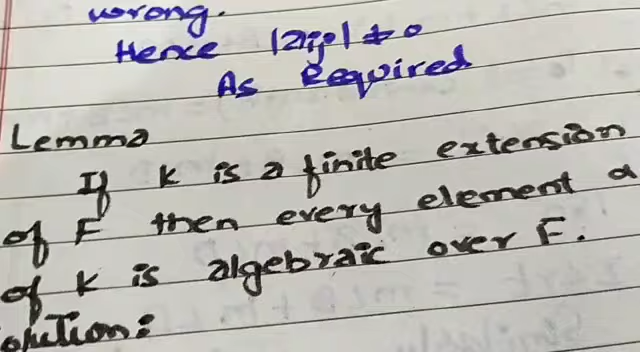 wrong.
Hence |aij| ≠ 0
As Required
Lemma
If K is a finite extension
of F then every element a
of K is algebraic over F.
olution: